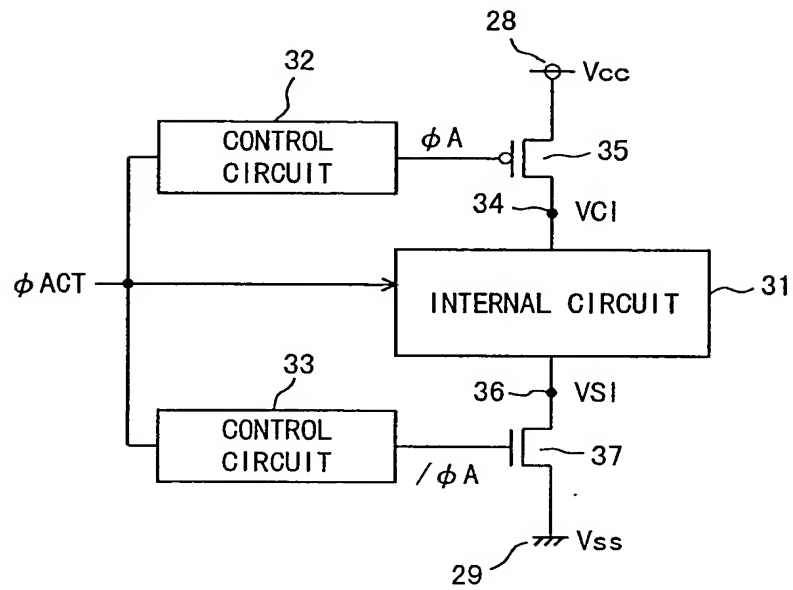 28
Vcc
32
CONTROL
CIRCUIT
φA
35
34
VCI
φACT
INTERNAL CIRCUIT
31
33
36
VSI
CONTROL
CIRCUIT
/φA
37
29
Vss